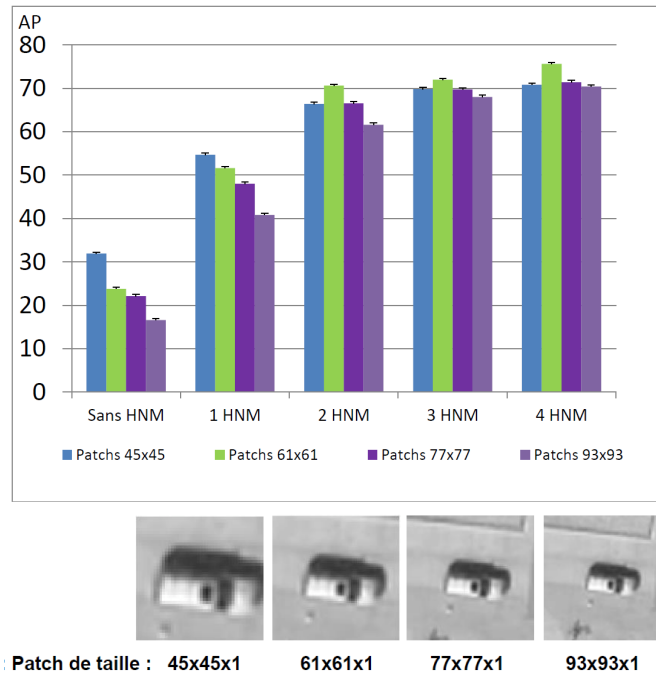 AP
80
70
60
50
40
30
20
10
0
Sans HNM 1 HNM 2 HNM 3 HNM 4 HNM
Patchs 45x45 Patchs 61x61 Patchs 77x77 Patchs 93x93
: Patch de taille : 45x45x1 61x61x1 77x77x1 93x93x1